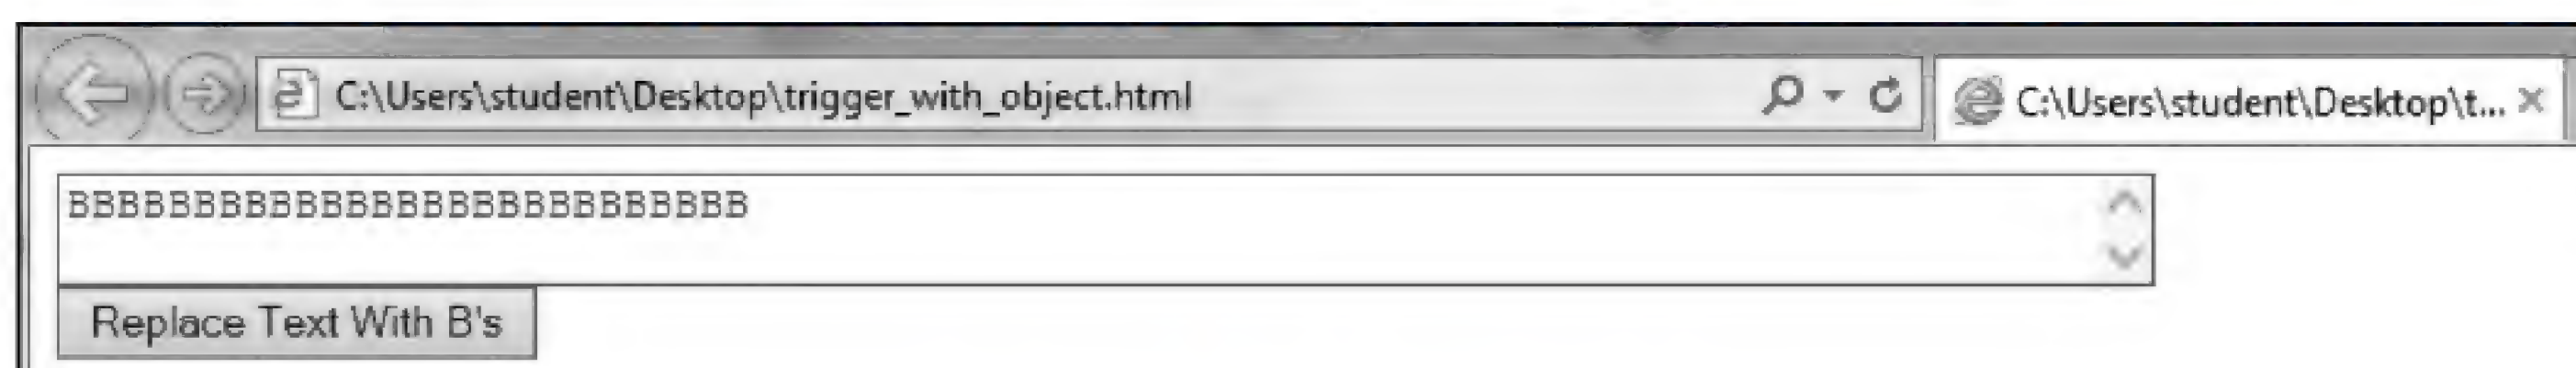 C:\Users\student\Desktop\trigger_with_object.html
C:\Users\student\Desktop\t...
BBBBBBBBBBBBBBBBBBBBBBBBBBB
Replace Text With B's